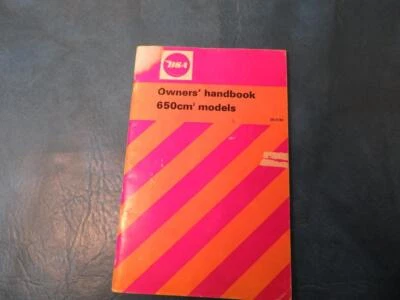 BSA
Owners' handbook
650cm³ models